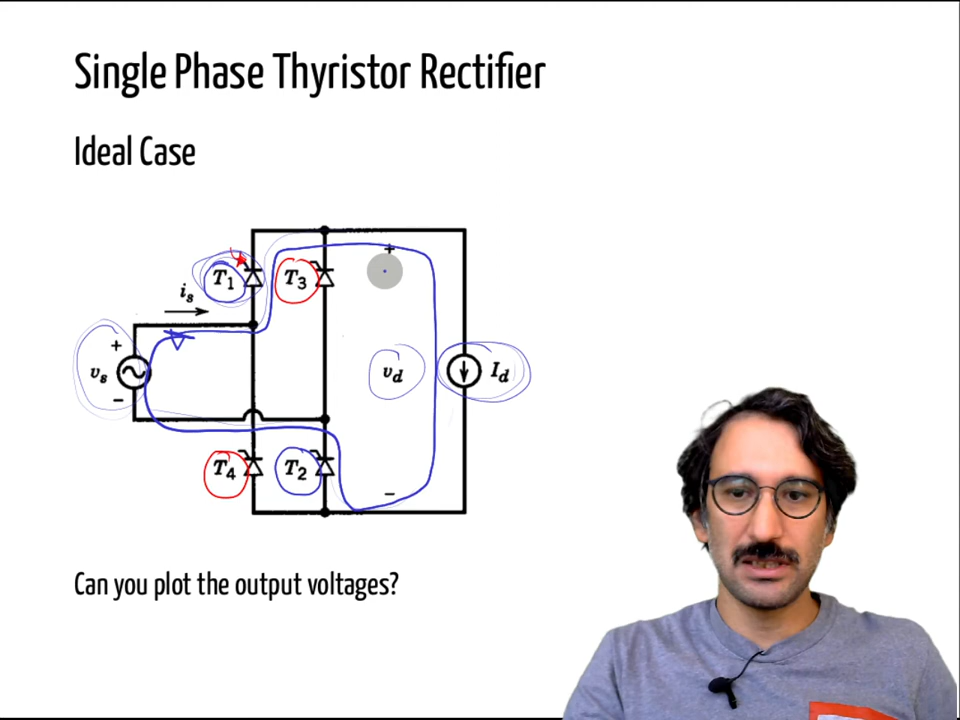 Single Phase Thyristor Rectifier
Ideal Case
T1 T3
is
+
+
vs
vd
Id
−
T4 T2
−
Can you plot the output voltages?